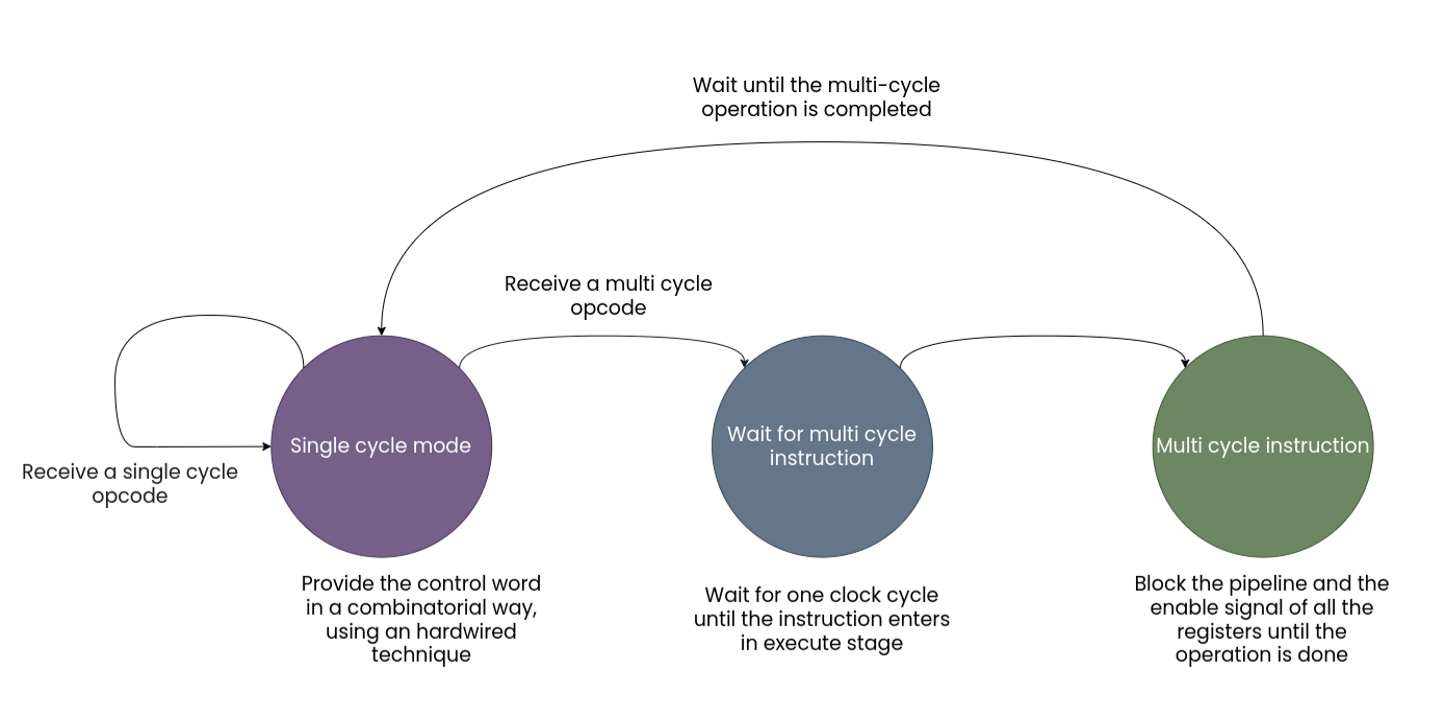 Wait until the multi-cycle
operation is completed
Receive a multi cycle
opcode
Single cycle mode
Wait for multi cycle
instruction
Multi cycle instruction
Receive a single cycle
opcode
Provide the control word
in a combinatorial way,
using an hardwired
technique
Wait for one clock cycle
until the instruction enters
in execute stage
Block the pipeline and the
enable signal of all the
registers until the
operation is done